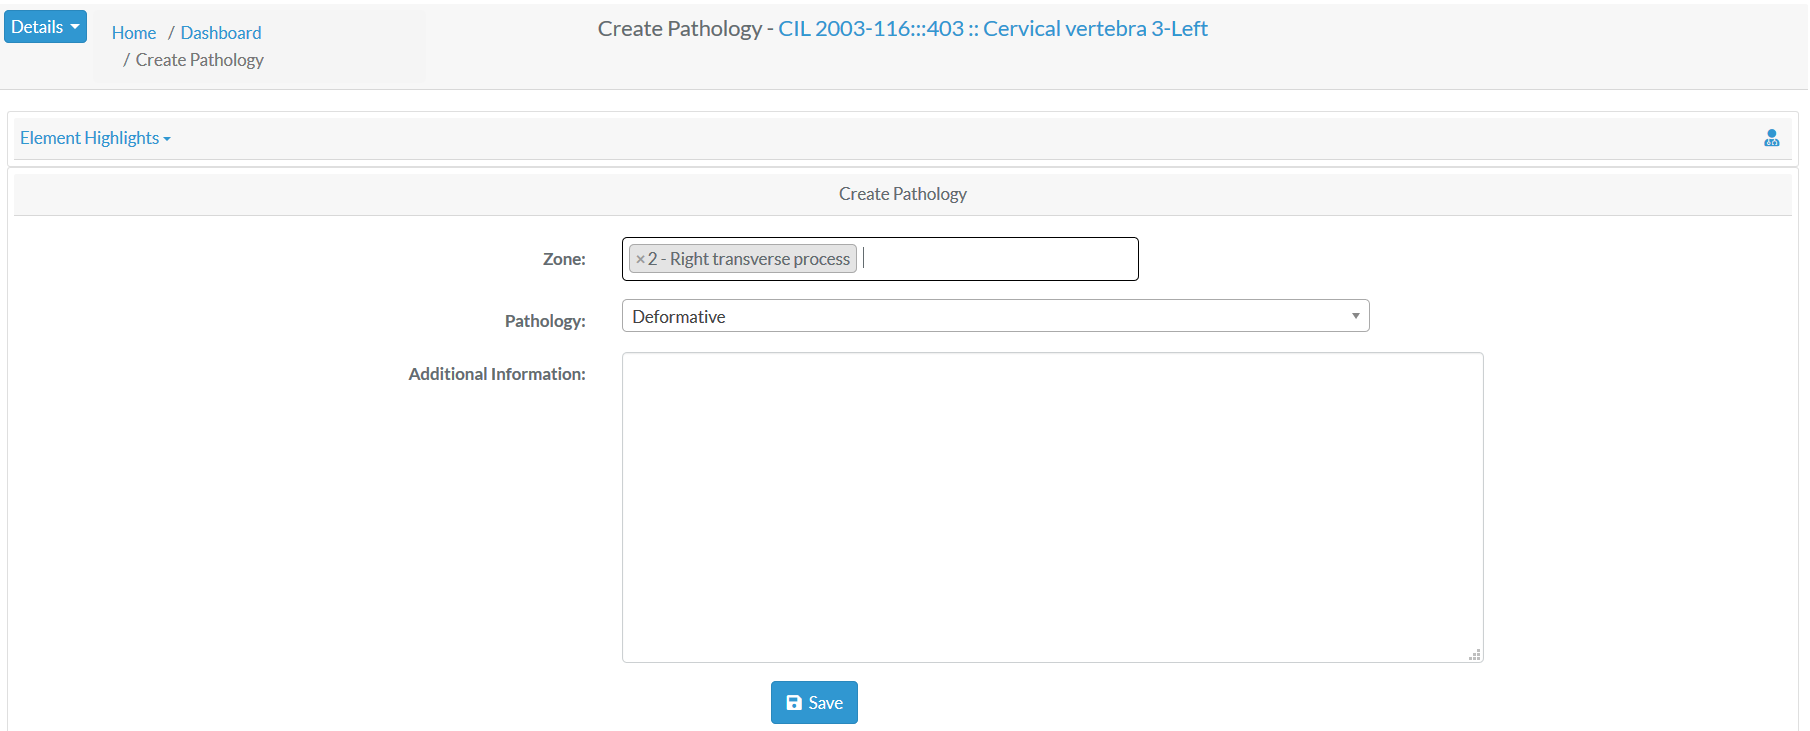 Details
Home / Dashboard
/ Create Pathology
Create Pathology - CIL 2003-116:::403 :: Cervical vertebra 3-Left
Element Highlights
Create Pathology
Zone:
×2 - Right transverse process
Pathology:
Deformative
Additional Information:
Save